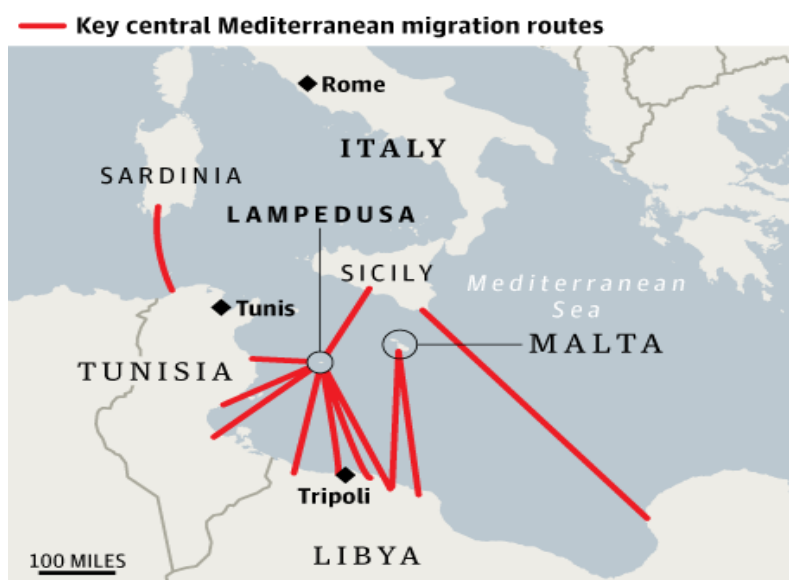 Key central Mediterranean migration routes
Rome
ITALY
SARDINIA
LAMPEDUSA
SICILY
Mediterranean
Sea
Tunis
MALTA
TUNISIA
Tripoli
LIBYA
100 MILES